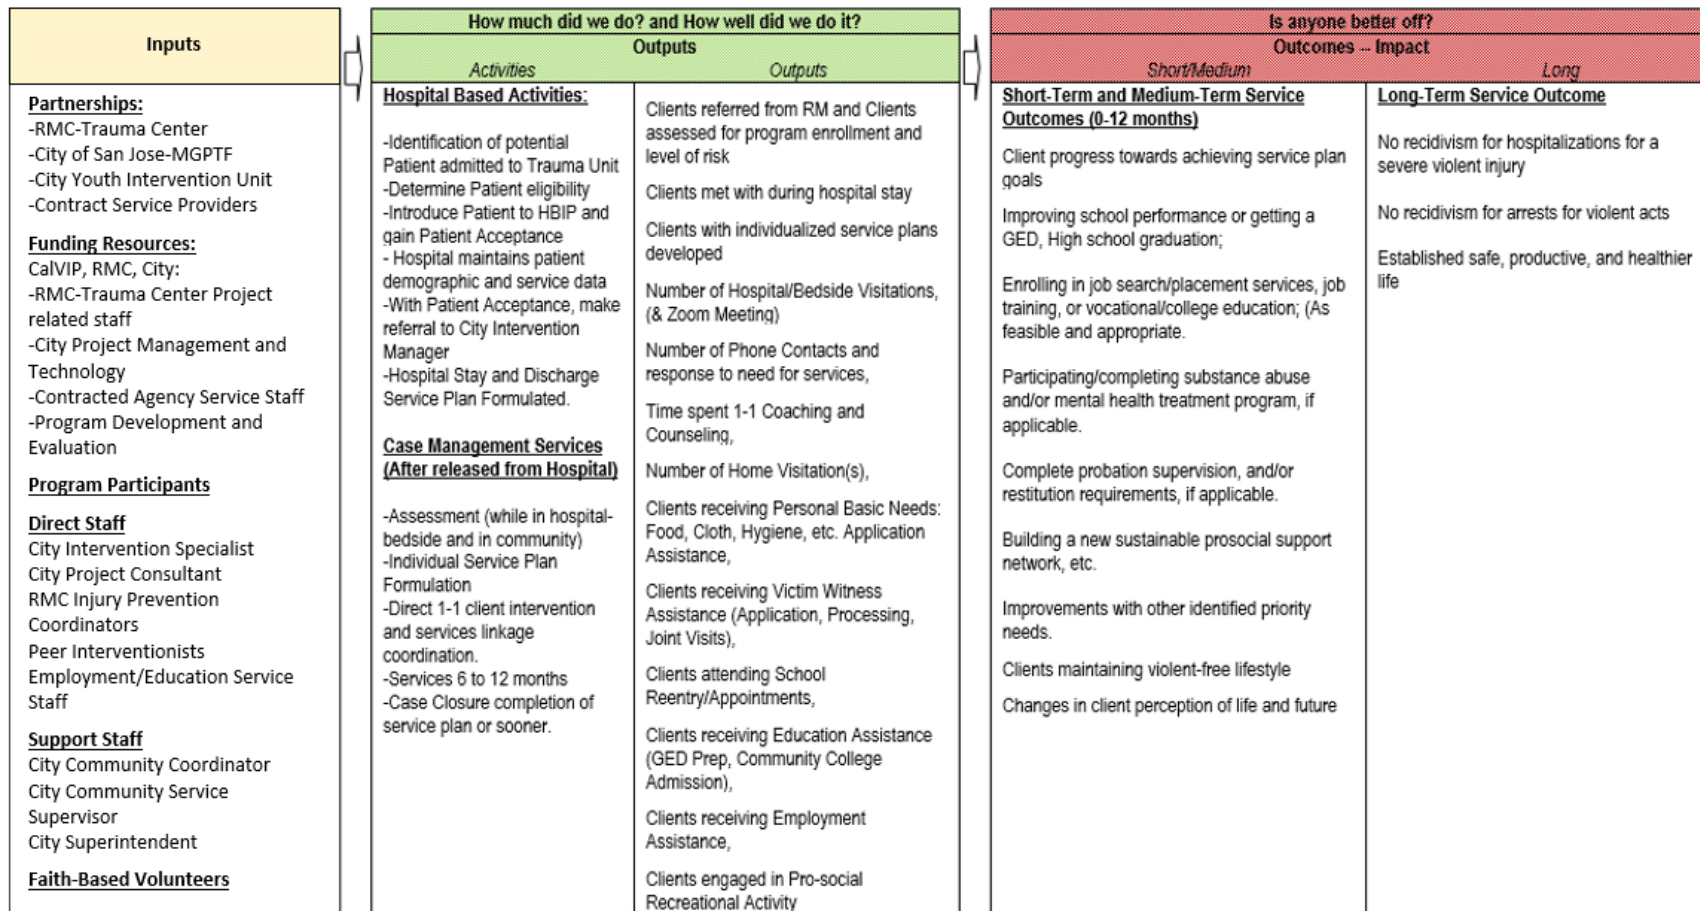 Inputs
Partnerships:
-RMC-Trauma Center
-City of San Jose-MGPTF
-City Youth Intervention Unit
-Contract Service Providers
Funding Resources:
CalVIP, RMC, City:
-RMC-Trauma Center Project
related staff
-City Project Management and
Technology
-Contracted Agency Service Staff
-Program Development and
Evaluation
Program Participants
Direct Staff
City Intervention Specialist
City Project Consultant
RMC Injury Prevention
Coordinators
Peer Interventionists
Employment/Education Service
Staff
Support Staff
City Community Coordinator
City Community Service
Supervisor
City Superintendent
Faith-Based Volunteers
How much did we do? and How well did we do it?
Outputs
Activities
Hospital Based Activities:
-Identification of potential
Patient admitted to Trauma Unit
-Determine Patient eligibility
-Introduce Patient to HBIP and
gain Patient Acceptance
- Hospital maintains patient
demographic and service data
-With Patient Acceptance, make
referral to City Intervention
Manager
-Hospital Stay and Discharge
Service Plan Formulated.
Case Management Services
(After released from Hospital)
-Assessment (while in hospital-
bedside and in community)
-Individual Service Plan
Formulation
-Direct 1-1 client intervention
and services linkage
coordination.
-Services 6 to 12 months
-Case Closure completion of
service plan or sooner.
Outputs
Clients referred from RM and Clients
assessed for program enrollment and
level of risk
Clients met with during hospital stay
Clients with individualized service plans
developed
Number of Hospital/Bedside Visitations,
(& Zoom Meeting)
Number of Phone Contacts and
response to need for services,
Time spent 1-1 Coaching and
Counseling,
Number of Home Visitation(s),
Clients receiving Personal Basic Needs:
Food, Cloth, Hygiene, etc. Application
Assistance,
Clients receiving Victim Witness
Assistance (Application, Processing,
Joint Visits),
Clients attending School
Reentry/Appointments,
Clients receiving Education Assistance
(GED Prep, Community College
Admission),
Clients receiving Employment
Assistance,
Clients engaged in Pro-social
Recreational Activity
Is anyone better off?
Outcomes -- Impact
Short/Medium
Short-Term and Medium-Term Service
Outcomes (0-12 months)
Client progress towards achieving service plan
goals
Improving school performance or getting a
GED, High school graduation;
Enrolling in job search/placement services, job
training, or vocational/college education; (As
feasible and appropriate.
Participating/completing substance abuse
and/or mental health treatment program, if
applicable.
Complete probation supervision, and/or
restitution requirements, if applicable.
Building a new sustainable prosocial support
network, etc.
Improvements with other identified priority
needs.
Clients maintaining violent-free lifestyle
Changes in client perception of life and future
Long
Long-Term Service Outcome
No recidivism for hospitalizations for a
severe violent injury
No recidivism for arrests for violent acts
Established safe, productive, and healthier
life